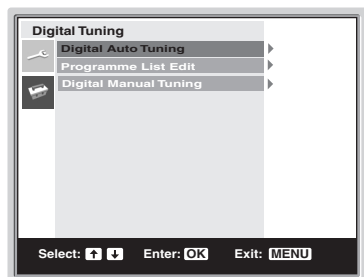 Digital Tuning
Digital Auto Tuning
Programme List Edit
Digital Manual Tuning
Select: ↑ ↓ Enter: OK Exit: MENU